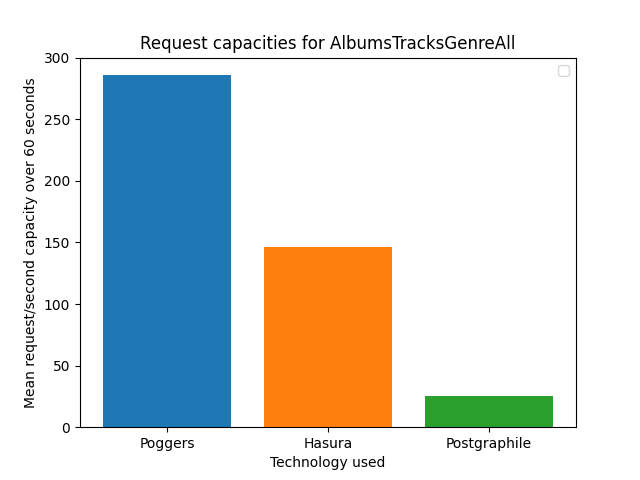 Request capacities for AlbumsTracksGenreAll
Mean request/second capacity over 60 seconds
300
250
200
150
100
50
0
Poggers
Hasura
Postgraphile
Technology used